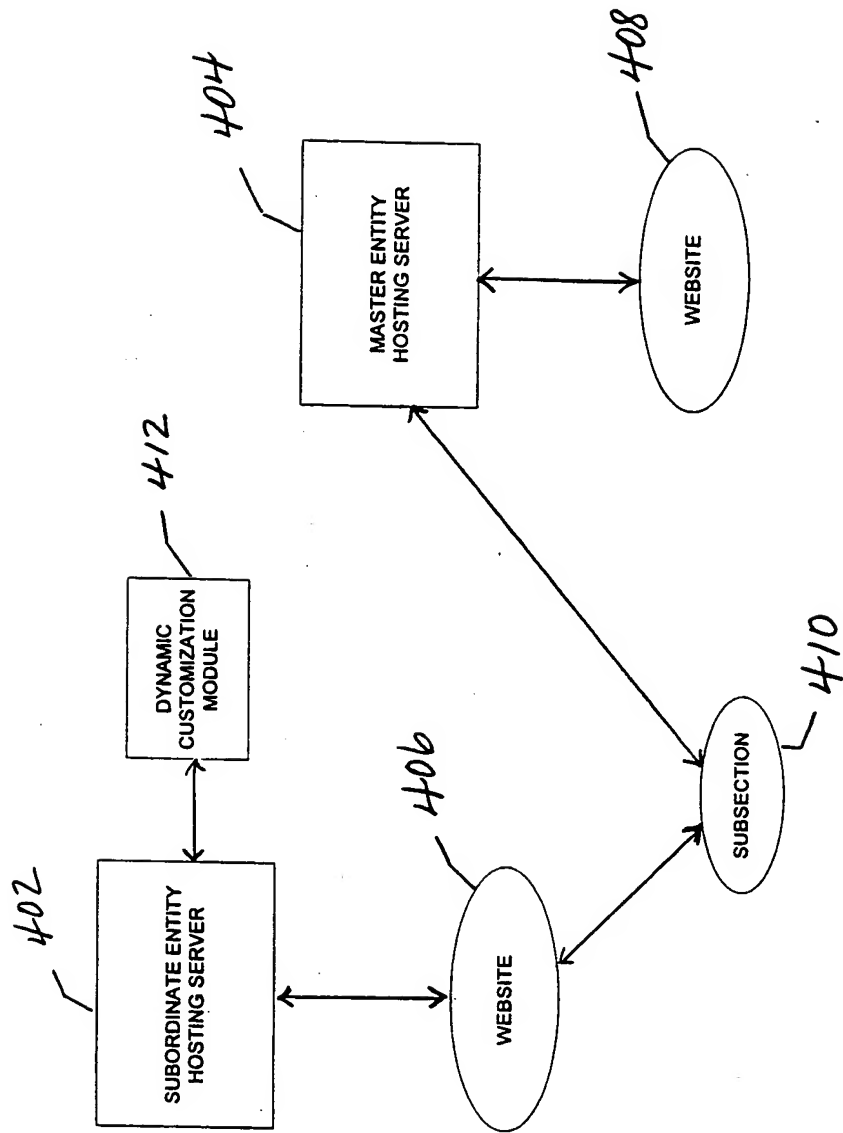 402
SUBORDINATE ENTITY
HOSTING SERVER
412
DYNAMIC
CUSTOMIZATION
MODULE
404
MASTER ENTITY
HOSTING SERVER
406
WEBSITE
408
WEBSITE
410
SUBSECTION